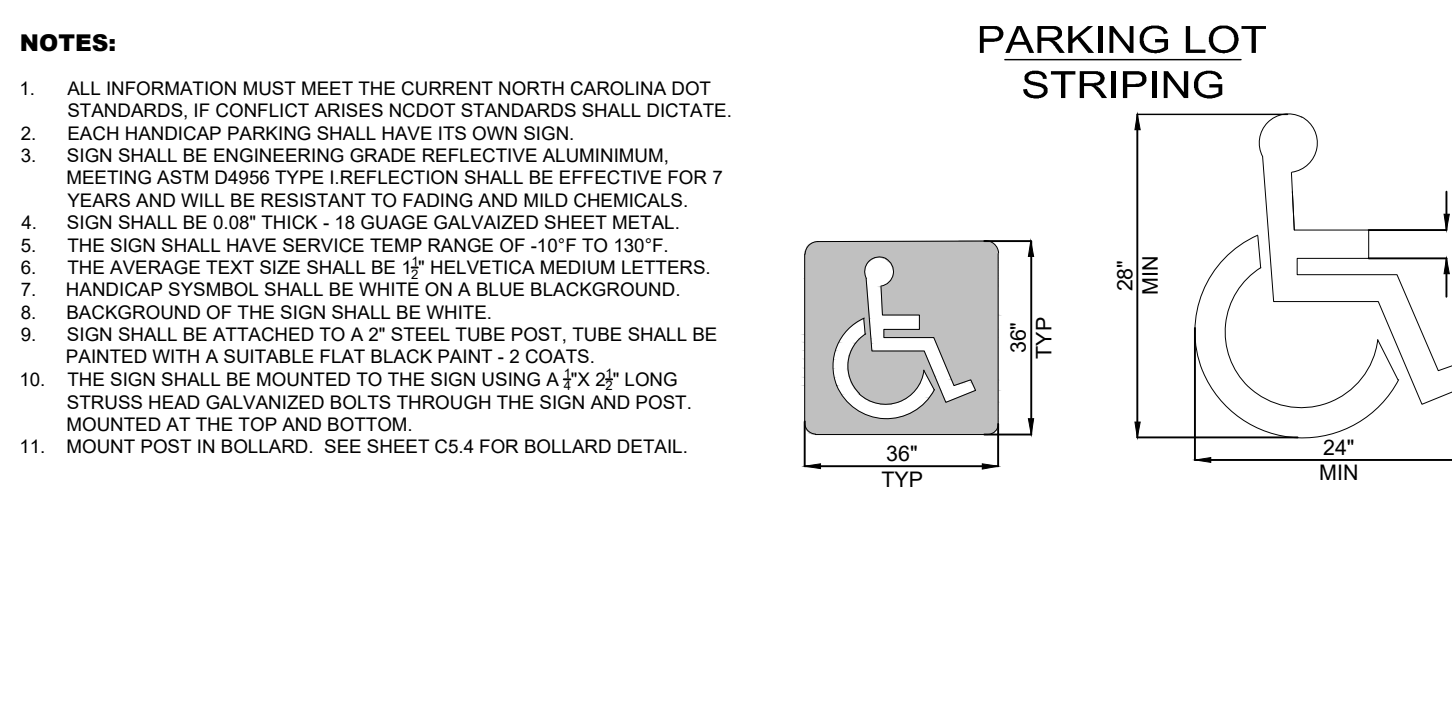 NOTES:
1. ALL INFORMATION MUST MEET THE CURRENT NORTH CAROLINA DOT
STANDARDS, IF CONFLICT ARISES NCDOT STANDARDS SHALL DICTATE.
2. EACH HANDICAP PARKING SHALL HAVE ITS OWN SIGN.
3. SIGN SHALL BE ENGINEERING GRADE REFLECTIVE ALUMINIMUM,
MEETING ASTM D4956 TYPE I.REFLECTION SHALL BE EFFECTIVE FOR 7
YEARS AND WILL BE RESISTANT TO FADING AND MILD CHEMICALS.
4. SIGN SHALL BE 0.08" THICK - 18 GUAGE GALVAIZED SHEET METAL.
5. THE SIGN SHALL HAVE SERVICE TEMP RANGE OF -10°F TO 130°F.
6. THE AVERAGE TEXT SIZE SHALL BE 1½" HELVETICA MEDIUM LETTERS.
7. HANDICAP SYSMBOL SHALL BE WHITE ON A BLUE BLACKGROUND.
8. BACKGROUND OF THE SIGN SHALL BE WHITE.
9. SIGN SHALL BE ATTACHED TO A 2" STEEL TUBE POST, TUBE SHALL BE
PAINTED WITH A SUITABLE FLAT BLACK PAINT - 2 COATS.
10. THE SIGN SHALL BE MOUNTED TO THE SIGN USING A ¼"X 2½" LONG
STRUSS HEAD GALVANIZED BOLTS THROUGH THE SIGN AND POST.
MOUNTED AT THE TOP AND BOTTOM.
11. MOUNT POST IN BOLLARD. SEE SHEET C5.4 FOR BOLLARD DETAIL.
PARKING LOT
STRIPING
36"
TYP
36"
TYP
28"
MIN
24"
MIN